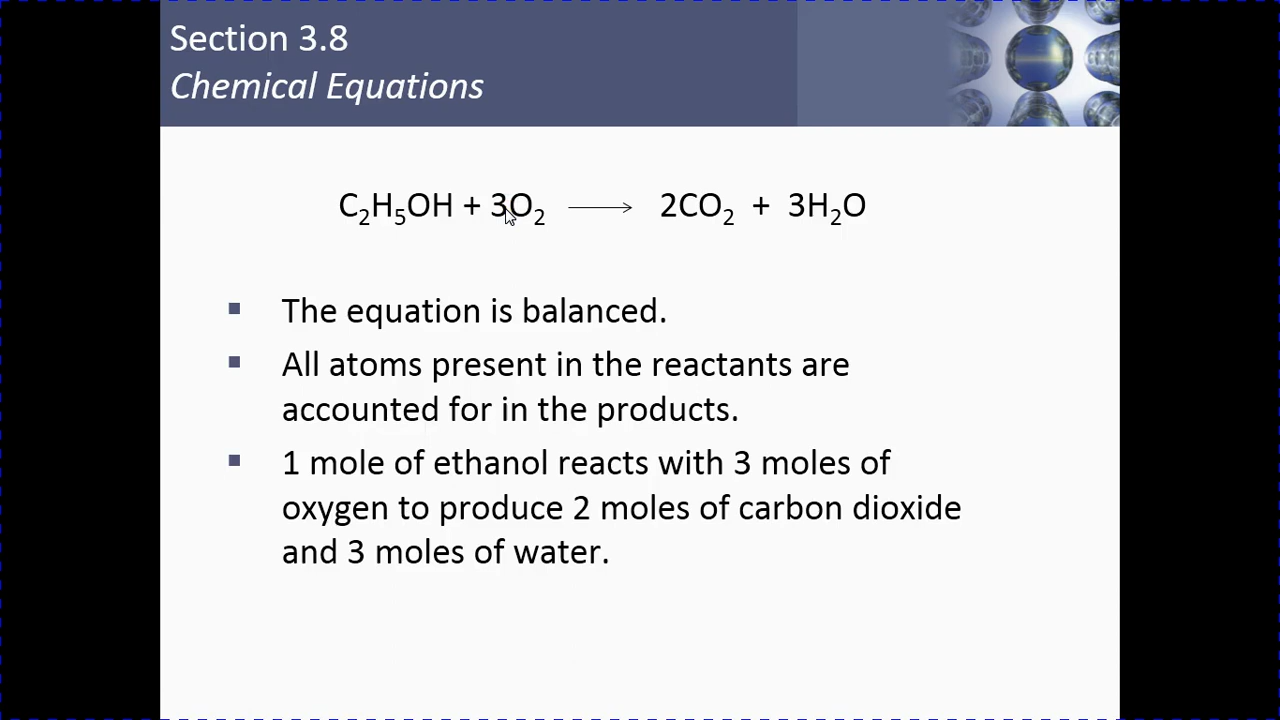 Section 3.8
Chemical Equations
C₂H₅OH + 3O₂ ⟶ 2CO₂ + 3H₂O
▪ The equation is balanced.
▪ All atoms present in the reactants are
accounted for in the products.
▪ 1 mole of ethanol reacts with 3 moles of
oxygen to produce 2 moles of carbon dioxide
and 3 moles of water.